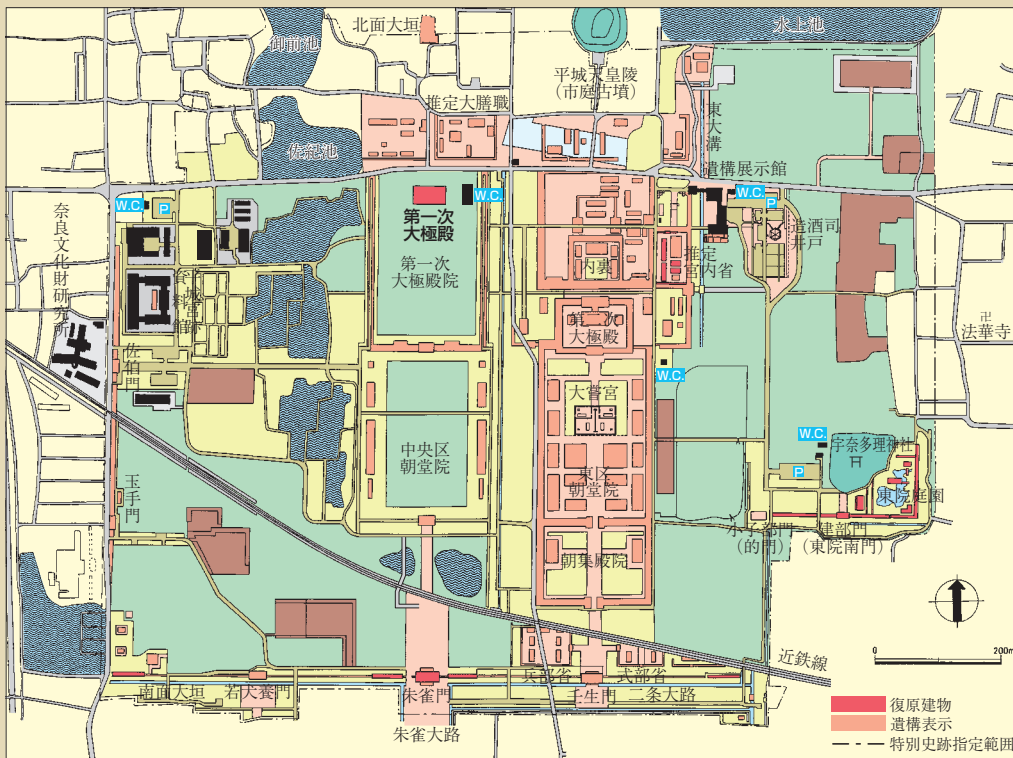 北面大垣
御前池
水上池
平城天皇陵
(市庭古墳)
推定大膳職
東大溝
佐紀池
遺構展示館
W.C.
P
W.C.
W.C.
P
第一次
大極殿
造酒司
井戸
奈良文化財研究所
第一次
大極殿院
内裏
推定
宮内省
平城宮跡
資料館
第二次
大極殿
卍
法華寺
佐伯門
W.C.
大嘗宮
W.C.
宇奈多理神社
中央区
朝堂院
P
東区
朝堂院
東院庭園
玉手門
小子部門
(的門)
建部門
(東院南門)
朝集殿院
近鉄線
200m
兵部省
式部省
南面大垣
若犬養門
朱雀門
壬生門
二条大路
朱雀大路
復原建物
遺構表示
特別史跡指定範囲